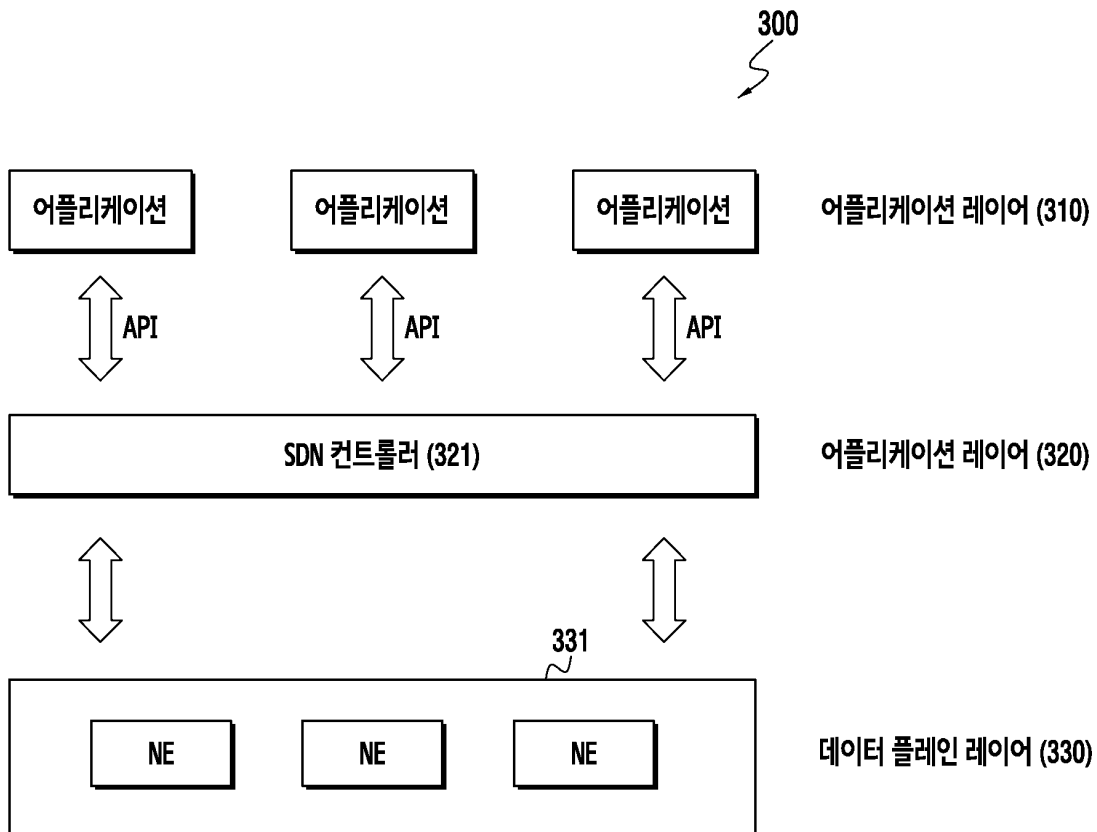 300
어플리케이션 어플리케이션 어플리케이션 어플리케이션 레이어 (310)
API API API
SDN 컨트롤러 (321) 어플리케이션 레이어 (320)
331
NE NE NE 데이터 플레인 레이어 (330)